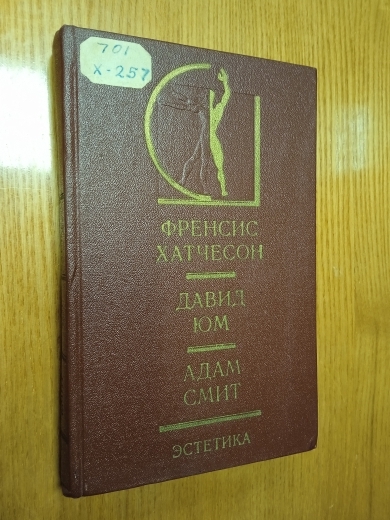 701
Х-257
ФРЕНСИС
ХАТЧЕСОН
ДАВИД
ЮМ
АДАМ
СМИТ
ЭСТЕТИКА